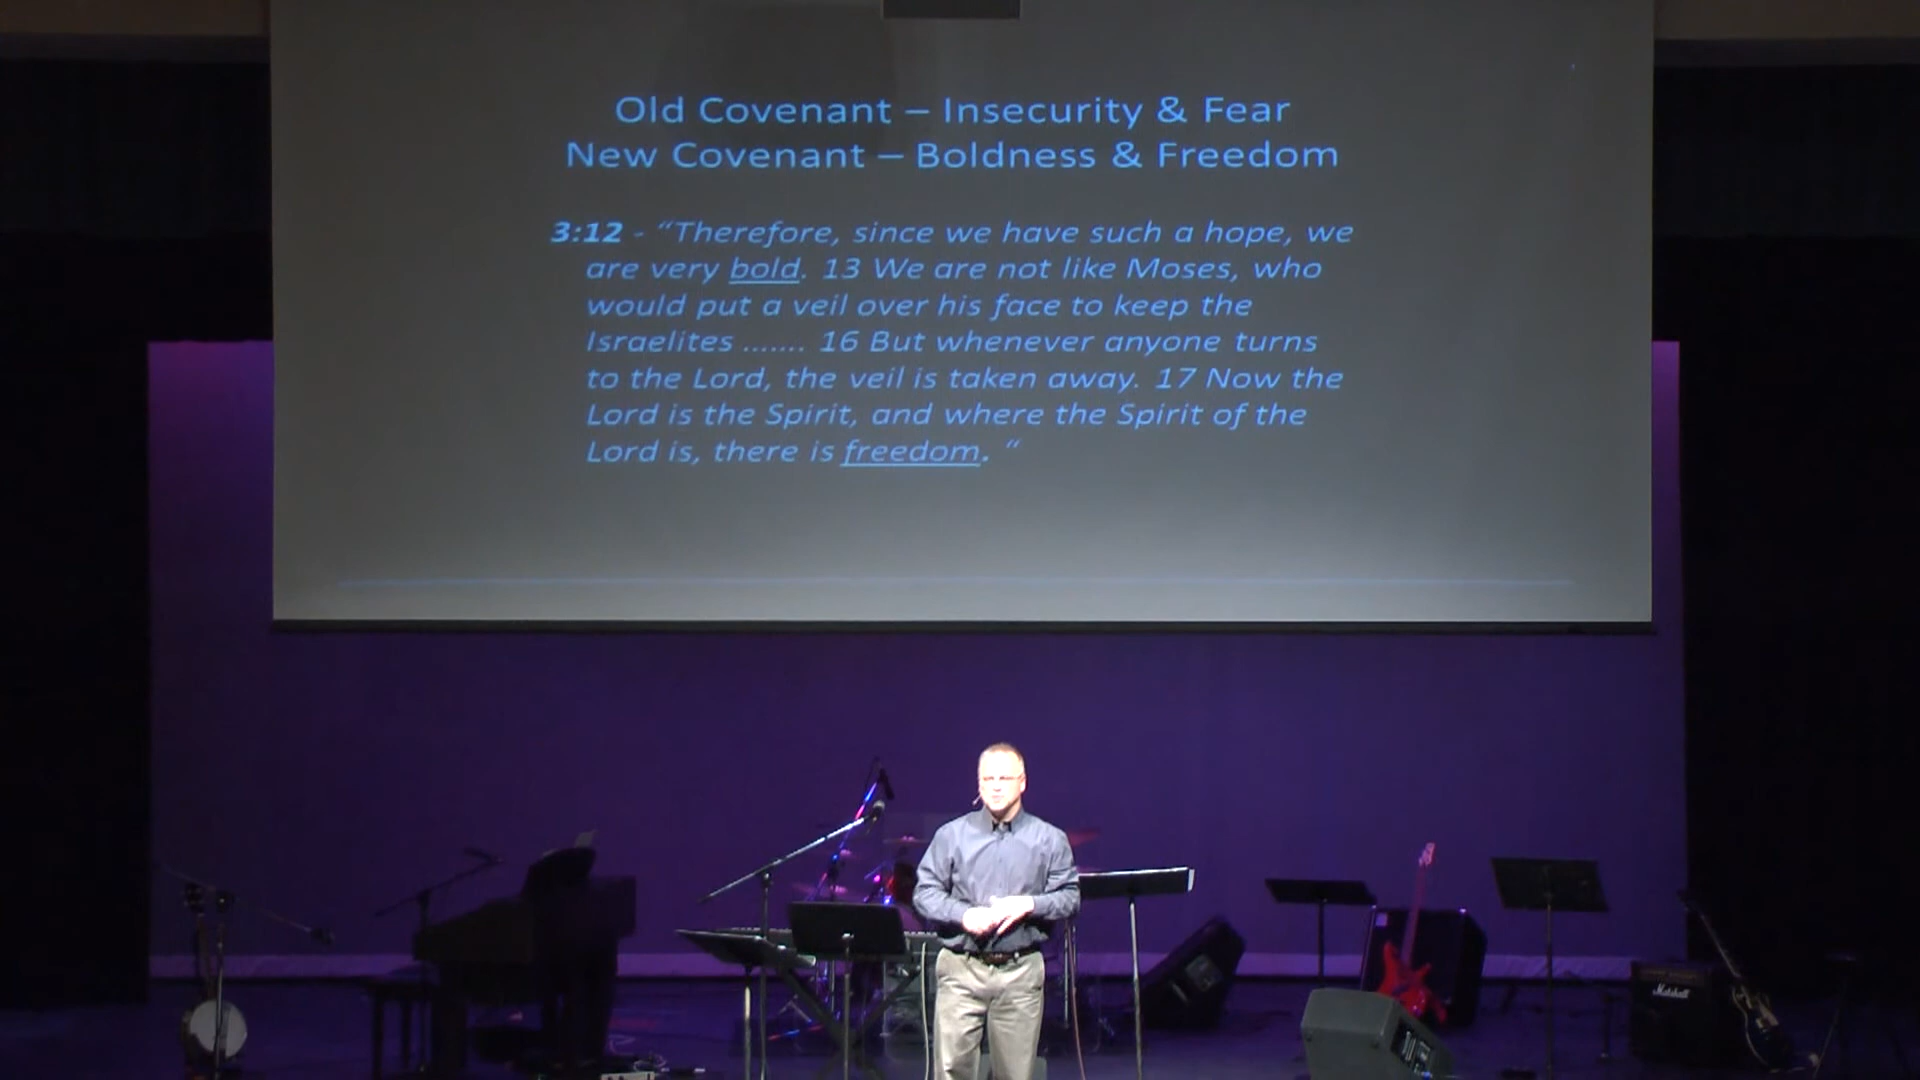 Old Covenant – Insecurity & Fear
New Covenant – Boldness & Freedom
3:12 - “Therefore, since we have such a hope, we
are very bold. 13 We are not like Moses, who
would put a veil over his face to keep the
Israelites ....... 16 But whenever anyone turns
to the Lord, the veil is taken away. 17 Now the
Lord is the Spirit, and where the Spirit of the
Lord is, there is freedom. “
Marshall